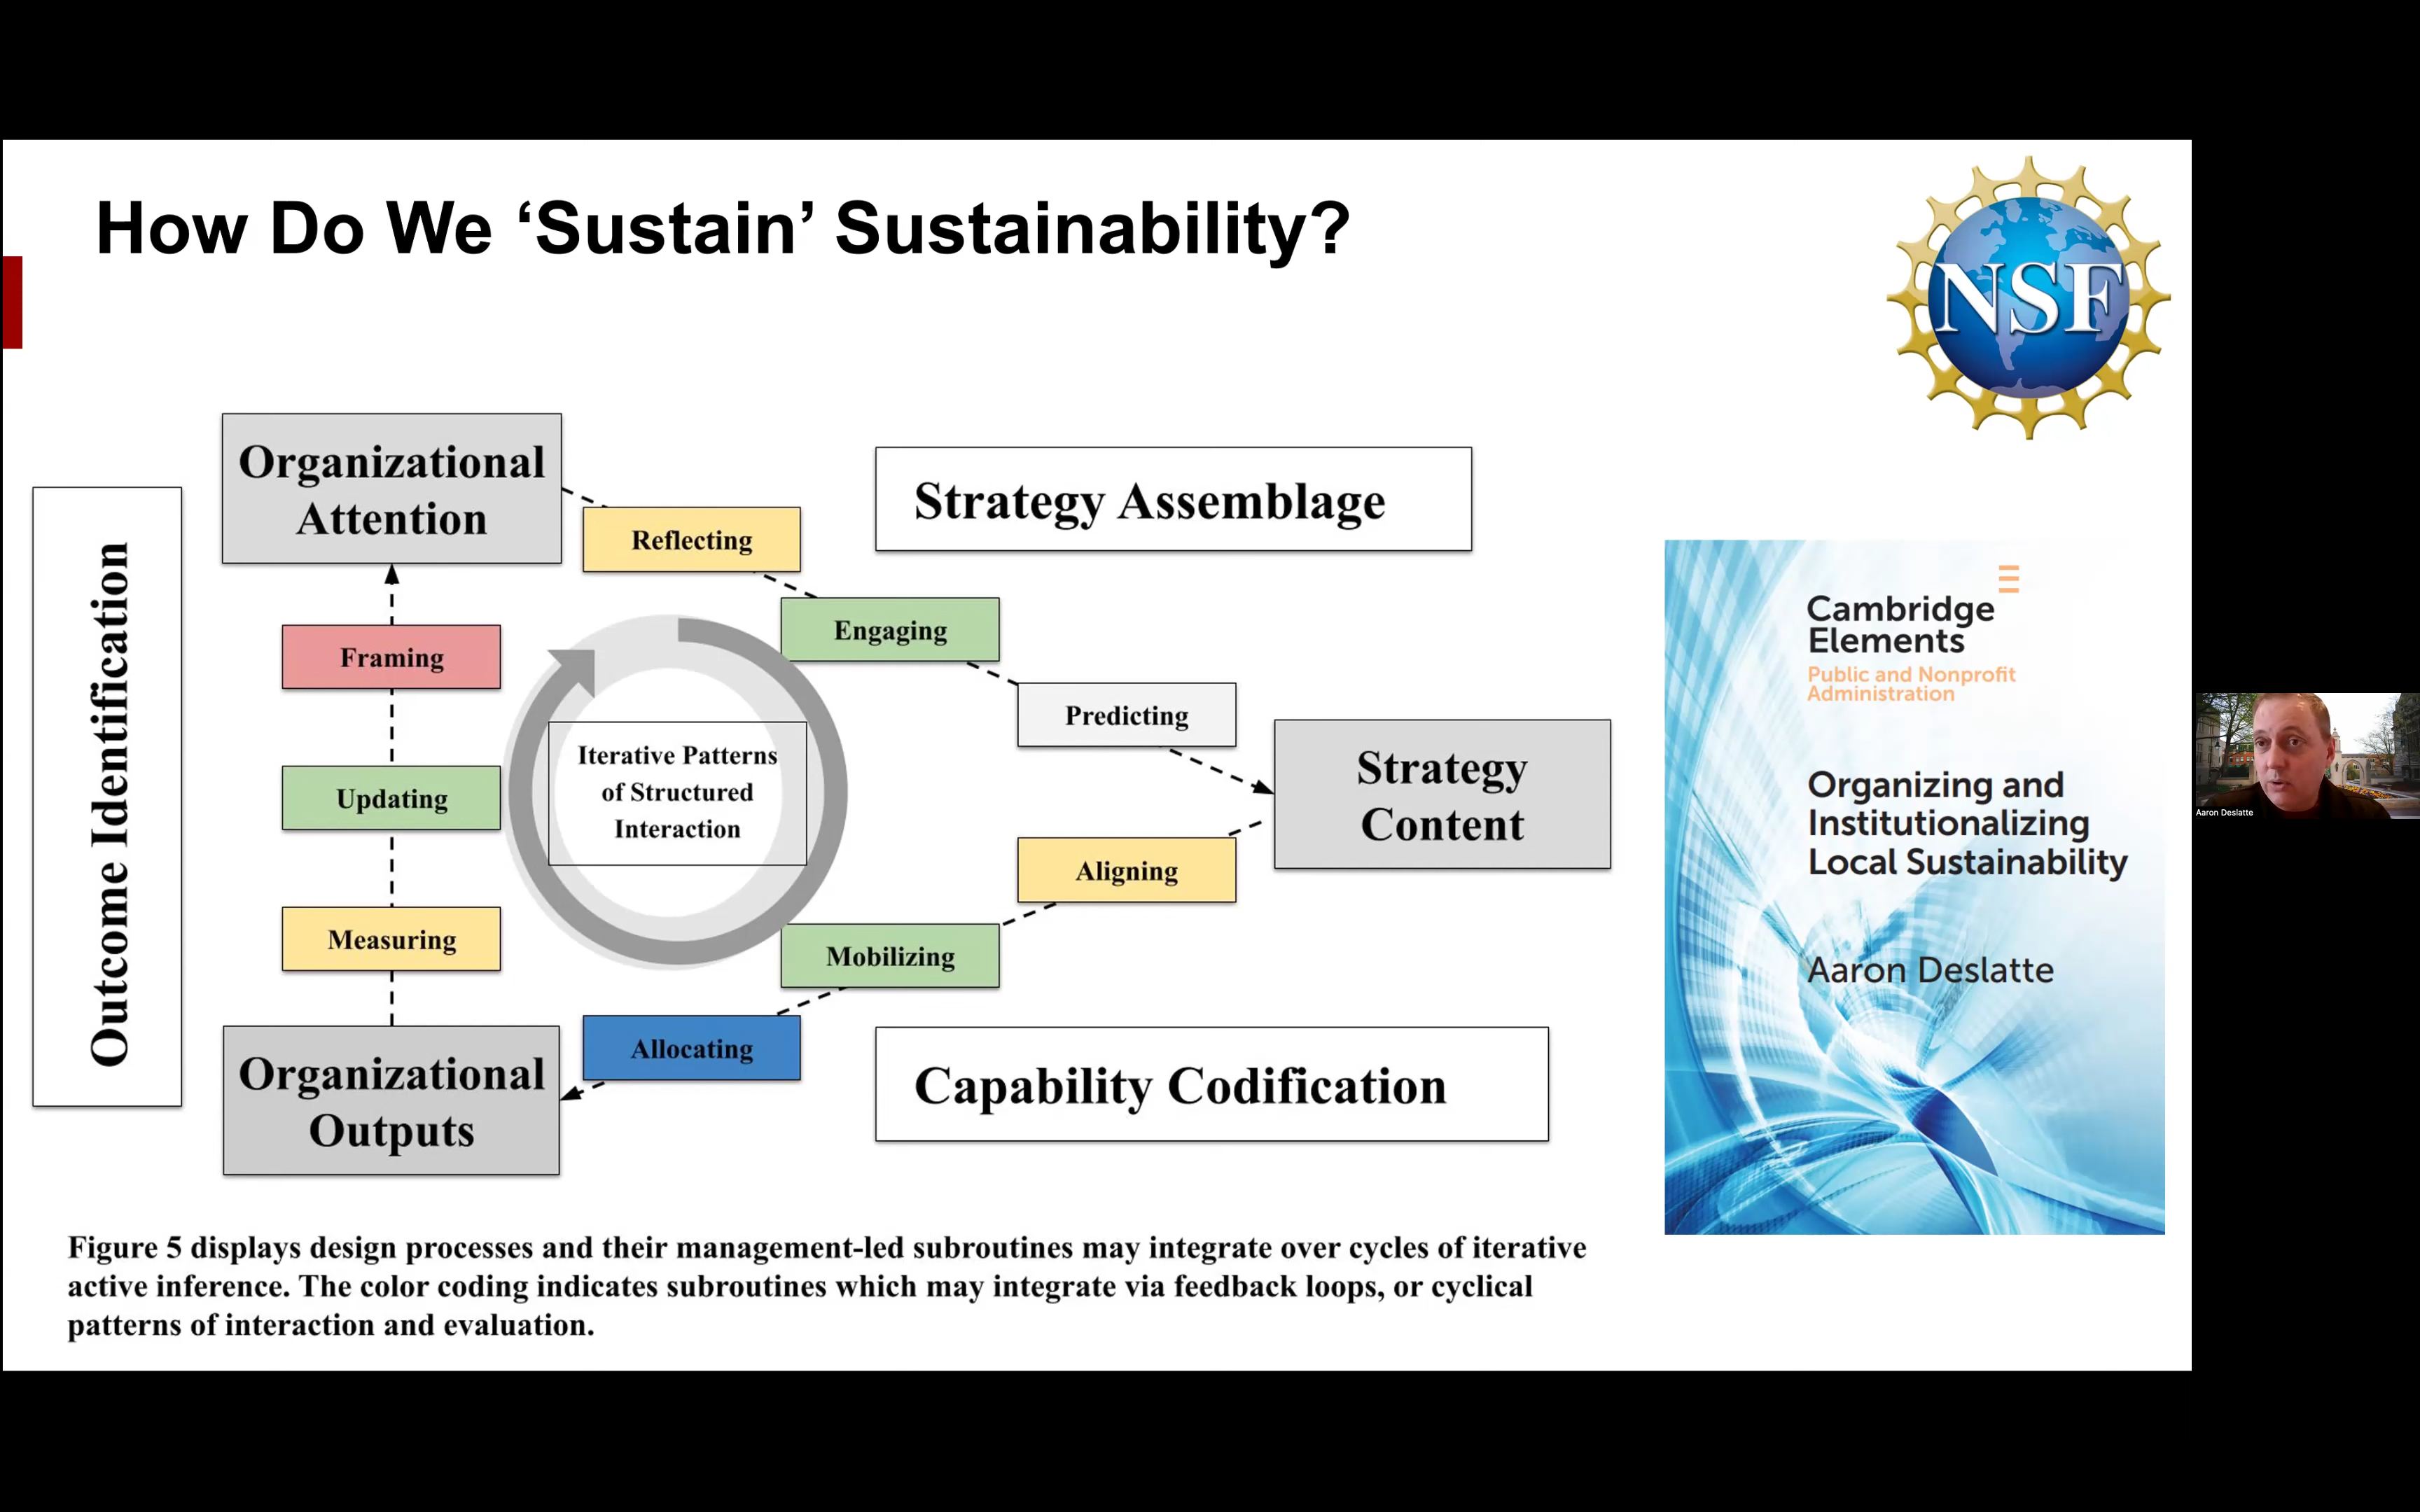 How Do We ‘Sustain’ Sustainability?
NSF
Outcome Identification
Organizational
Attention
Reflecting
Strategy Assemblage
Engaging
Framing
Predicting
Iterative Patterns
of Structured
Interaction
Strategy
Content
Updating
Aligning
Measuring
Mobilizing
Allocating
Organizational
Outputs
Capability Codification
Cambridge
Elements
Public and Nonprofit
Administration
Organizing and
Institutionalizing
Local Sustainability
Aaron Deslatte
Aaron Deslatte
Figure 5 displays design processes and their management-led subroutines may integrate over cycles of iterative
active inference. The color coding indicates subroutines which may integrate via feedback loops, or cyclical
patterns of interaction and evaluation.